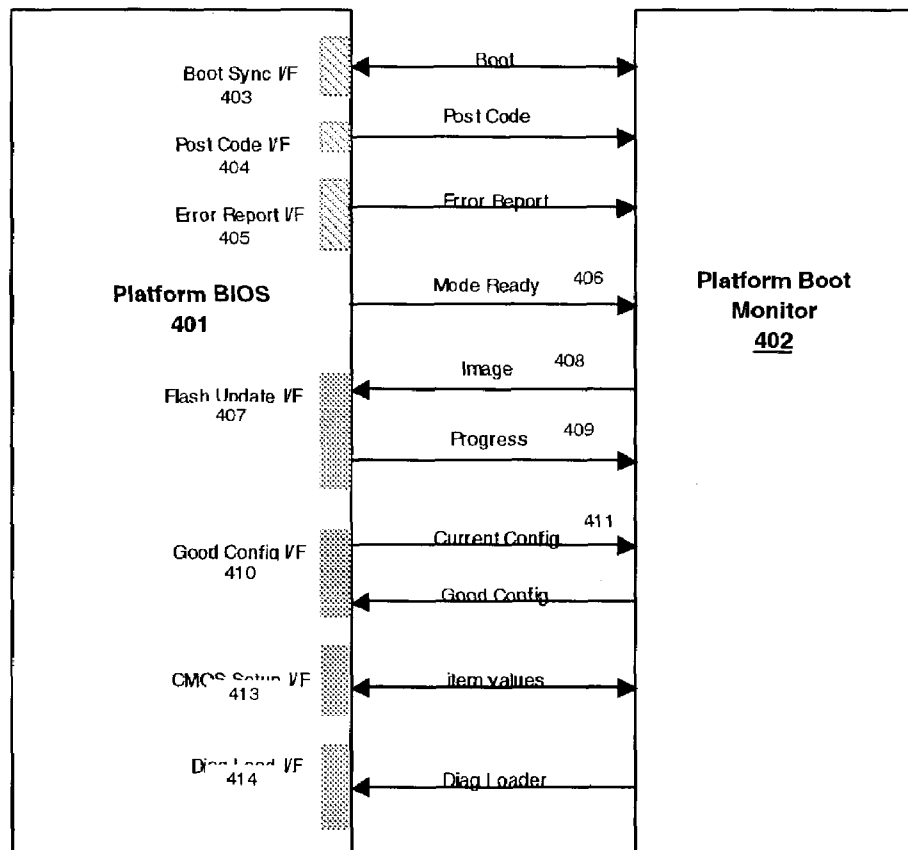 Boot Sync I/F
403
Boot
Post Code I/F
404
Post Code
Error Report I/F
405
Error Report
Platform BIOS
401
Mode Ready 406
Platform Boot
Monitor
402
Image 408
Flash Update I/F
407
Progress 409
Good Config I/F
410
Current Config 411
Good Config
CMOS Setup I/F
413
item values
I/F
414
Diag Loader